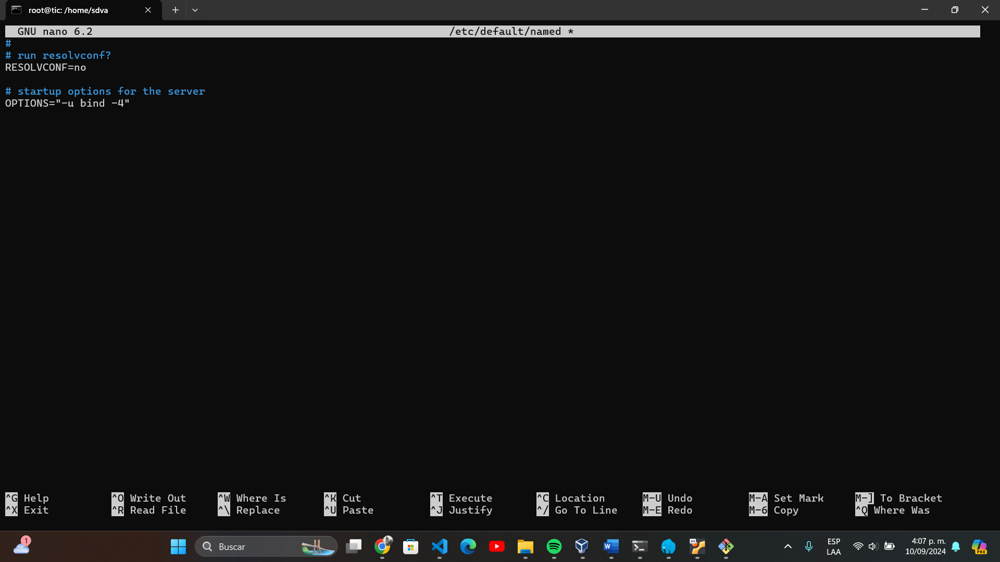 root@tic: /home/sdva
GNU nano 6.2 /etc/default/named *
#
# run resolvconf?
RESOLVCONF=no
# startup options for the server
OPTIONS="-u bind -4"
^G Help ^O Write Out ^W Where Is ^K Cut ^T Execute ^C Location M-U Undo M-A Set Mark M-] To Bracket
^X Exit ^R Read File ^\ Replace ^U Paste ^J Justify ^/ Go To Line M-E Redo M-6 Copy ^Q Where Was
1
Buscar
W
64
ESP
LAA
4:07 p. m.
10/09/2024
PRE